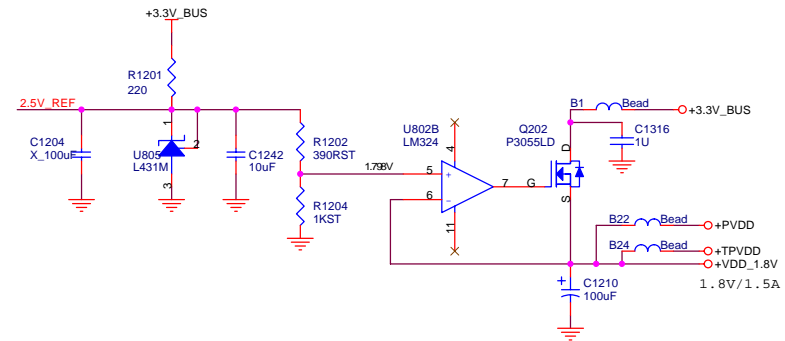 +3.3V_BUS
R1201
220
2.5V_REF
C1204
X_100uF
1
2
3
U805
L431M
C1242
10uF
R1202
390RST
1.798V
R1204
1KST
U802B
LM324
4
5
+
6
-
7
11
Q202
P3055LD
G
D
S
B1
Bead
+3.3V_BUS
C1316
1U
B22
Bead
+PVDD
B24
Bead
+TPVDD
+VDD_1.8V
1.8V/1.5A
+
C1210
100uF